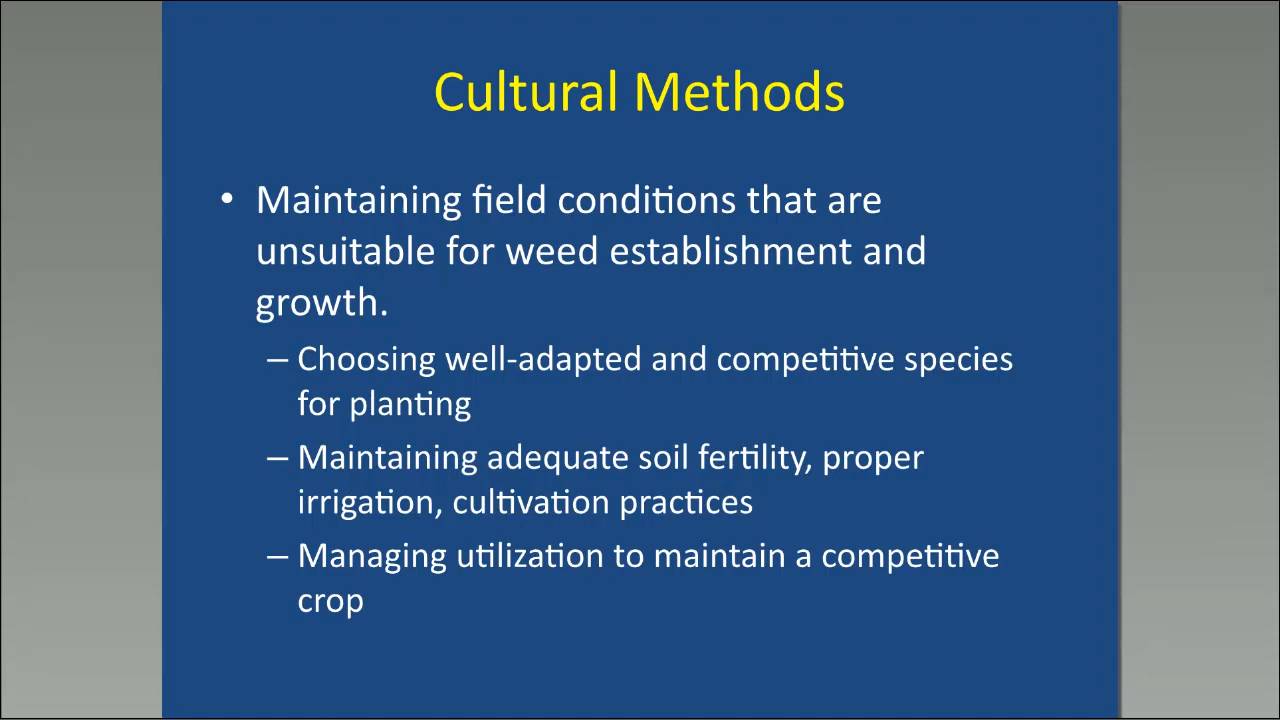 Cultural Methods
• Maintaining field conditions that are
unsuitable for weed establishment and
growth.
– Choosing well-adapted and competitive species
for planting
– Maintaining adequate soil fertility, proper
irrigation, cultivation practices
– Managing utilization to maintain a competitive
crop